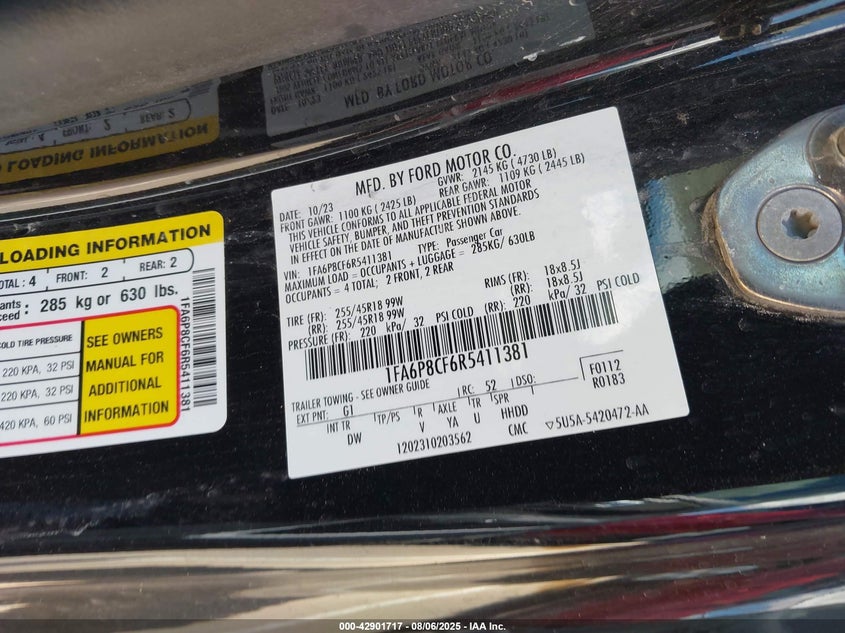 MFD. BY FORD MOTOR CO.
DATE: 10/23 GVWR: 2145 KG ( 4730 LB)
FRONT GAWR: 1100 KG ( 2425 LB) REAR GAWR: 1109 KG ( 2445 LB)
THIS VEHICLE CONFORMS TO ALL APPLICABLE FEDERAL MOTOR
VEHICLE SAFETY, BUMPER, AND THEFT PREVENTION STANDARDS
IN EFFECT ON THE DATE OF MANUFACTURE SHOWN ABOVE.
VIN: 1FA6P8CF6R5411381 TYPE: Passenger Car
MAXIMUM LOAD = OCCUPANTS + LUGGAGE = 285KG/ 630LB
OCCUPANTS = 4 TOTAL; 2 FRONT, 2 REAR
TIRE (FR): 255/45R18 99W RIMS (FR): 18x8.5J
(RR): 255/45R18 99W (RR): 18x8.5J
PRESSURE (FR): 220 kPa/ 32 PSI COLD (RR): 220 kPa/ 32 PSI COLD
1FA6P8CF6R5411381
TRAILER TOWING - SEE OWNER GUIDE RC: 52 DSO: F0112
EXT PNT: G1 R0183
INT TR TP/PS R AXLE TR SPR
DW V YA U HHDD
1202310203562 CMC 5U5A-5420472-AA
LOADING INFORMATION
TOTAL: 4 FRONT: 2 REAR: 2
285 kg or 630 lbs.
COLD TIRE PRESSURE
220 KPA, 32 PSI
220 KPA, 32 PSI
420 KPA, 60 PSI
SEE OWNERS
MANUAL FOR
ADDITIONAL
INFORMATION
1FA6P8CF6R5411381
000-42901717 - 08/06/2025 - IAA Inc.